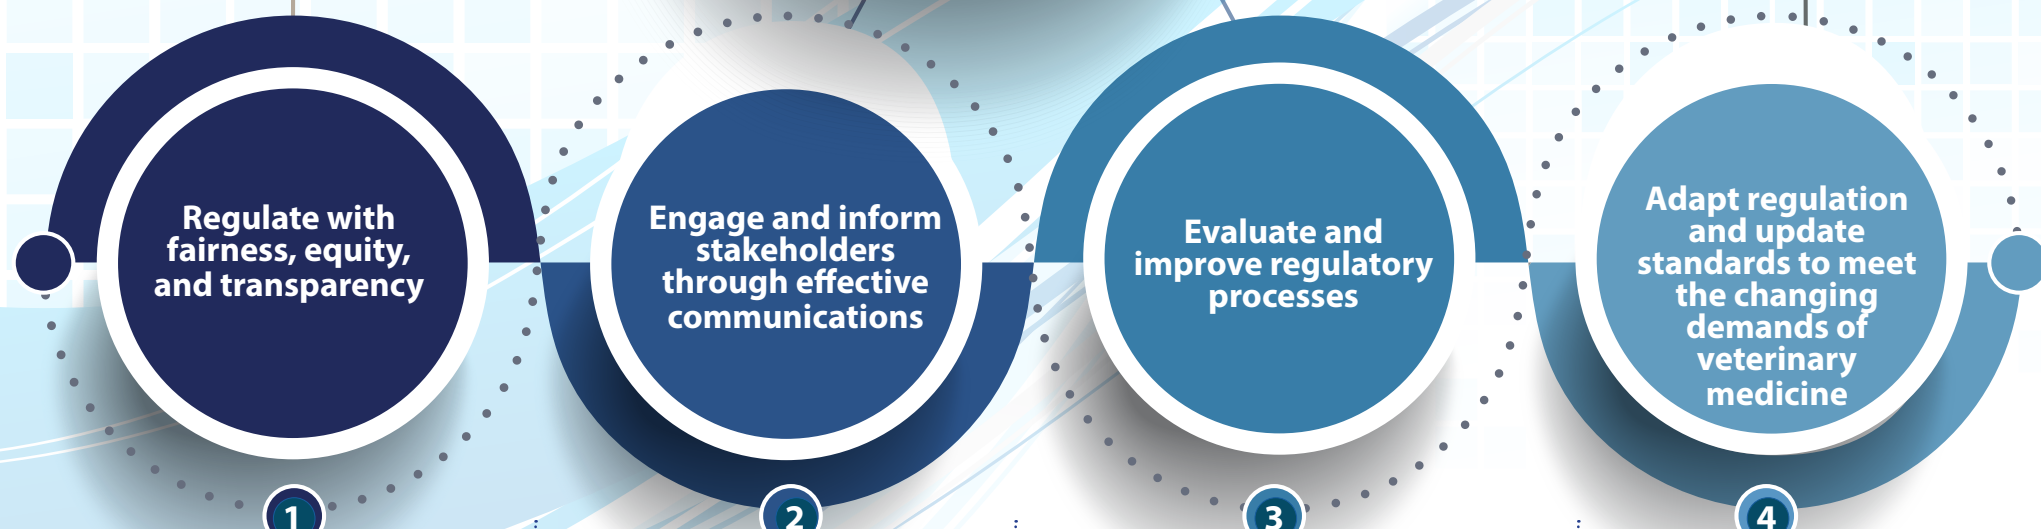 Regulate with
fairness, equity,
and transparency
Engage and inform
stakeholders
through effective
communications
Evaluate and
improve regulatory
processes
Adapt regulation
and update
standards to meet
the changing
demands of
veterinary
medicine
1
2
3
4